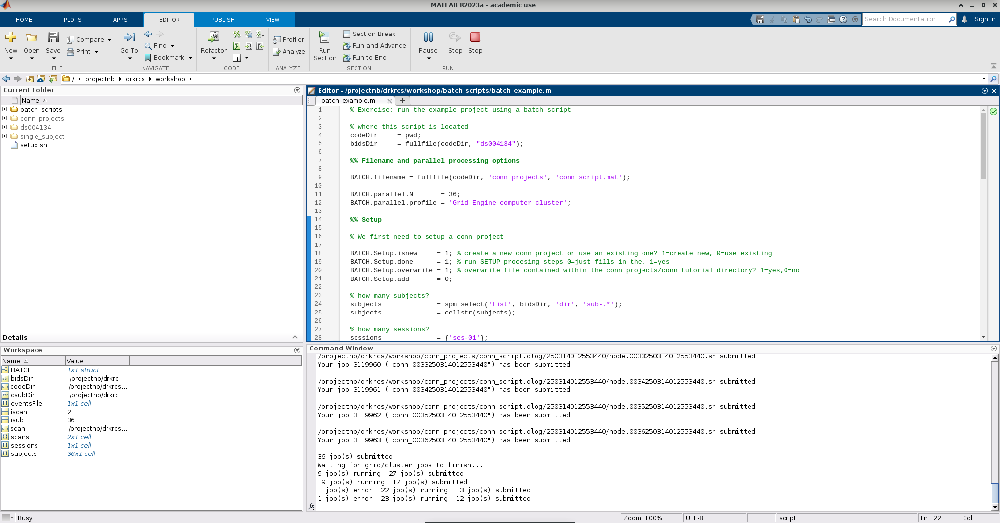 MATLAB R2023a - academic use
HOME PLOTS APPS EDITOR PUBLISH VIEW
Search Documentation
Sign In
New Open Save
Compare
Print
FILE
Go To
Find
Bookmark
NAVIGATE
Refactor
CODE
Profiler
Analyze
ANALYZE
Run
Section
Section Break
Run and Advance
Run to End
SECTION
Pause Step Stop
RUN
/ projectnb drkrcs workshop
Current Folder
Name
batch_scripts
conn_projects
ds004134
single_subject
setup.sh
Details
Workspace
Name Value
BATCH 1x1 struct
bidsDir "/projectnb/drkrc...
codeDir '/projectnb/drkrcs...
csubDir "/projectnb/drkrc...
eventsFile 1x1 cell
iscan 2
isub 36
scan '/projectnb/drkrcs...
scans 2x1 cell
sessions 1x1 cell
subjects 36x1 cell
Editor - /projectnb/drkrcs/workshop/batch_scripts/batch_example.m
batch_example.m
1 % Exercise: run the example project using a batch script
2
3 % where this script is located
4 codeDir = pwd;
5 bidsDir = fullfile(codeDir, "ds004134");
6
7 %% Filename and parallel processing options
8
9 BATCH.filename = fullfile(codeDir, 'conn_projects', 'conn_script.mat');
10
11 BATCH.parallel.N = 36;
12 BATCH.parallel.profile = 'Grid Engine computer cluster';
13
14 %% Setup
15
16 % We first need to setup a conn project
17
18 BATCH.Setup.isnew = 1; % create a new conn project or use an existing one? 1=create new, 0=use existing
19 BATCH.Setup.done = 1; % run SETUP procesing steps 0=just fills in the, 1=yes
20 BATCH.Setup.overwrite = 1; % overwrite file contained within the conn_projects/conn_tutorial directory? 1=yes,0=no
21 BATCH.Setup.add = 0;
22
23 % how many subjects?
24 subjects = spm_select('List', bidsDir, 'dir', 'sub-.*');
25 subjects = cellstr(subjects);
26
27 % how many sessions?
28 sessions = {'ses-01'};
Command Window
/projectnb/drkrcs/workshop/conn_projects/conn_script.qlog/250314012553440/node.0033250314012553440.sh submitted
Your job 3119960 ("conn_0033250314012553440") has been submitted
/projectnb/drkrcs/workshop/conn_projects/conn_script.qlog/250314012553440/node.0034250314012553440.sh submitted
Your job 3119961 ("conn_0034250314012553440") has been submitted
/projectnb/drkrcs/workshop/conn_projects/conn_script.qlog/250314012553440/node.0035250314012553440.sh submitted
Your job 3119962 ("conn_0035250314012553440") has been submitted
/projectnb/drkrcs/workshop/conn_projects/conn_script.qlog/250314012553440/node.0036250314012553440.sh submitted
Your job 3119963 ("conn_0036250314012553440") has been submitted
36 job(s) submitted
Waiting for grid/cluster jobs to finish...
9 job(s) running 27 job(s) submitted
19 job(s) running 17 job(s) submitted
1 job(s) error 22 job(s) running 13 job(s) submitted
1 job(s) error 23 job(s) running 12 job(s) submitted
fx
Busy
Zoom: 100% UTF-8 LF script Ln 22 Col 1